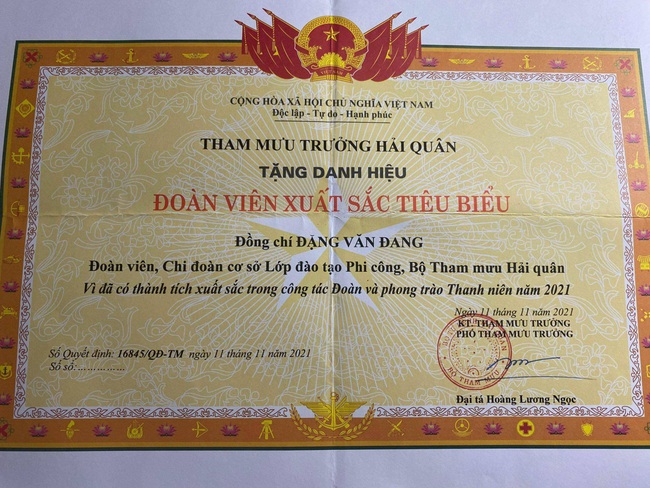 CỘNG HÒA XÃ HỘI CHỦ NGHĨA VIỆT NAM
Độc lập - Tự do - Hạnh phúc
THAM MƯU TRƯỞNG HẢI QUÂN
TẶNG DANH HIỆU
ĐOÀN VIÊN XUẤT SẮC TIÊU BIỂU
Đồng chí ĐẶNG VĂN ĐANG
Đoàn viên, Chi đoàn cơ sở Lớp đào tạo Phi công, Bộ Tham mưu Hải quân
Vì đã có thành tích xuất sắc trong công tác Đoàn và phong trào Thanh niên năm 2021
Ngày 11 tháng 11 năm 2021
KT. THAM MƯU TRƯỞNG
PHÓ THAM MƯU TRƯỞNG
BỘ THAM MƯU
Số Quyết định: 16845/QĐ-TM ngày 11 tháng 11 năm 2021
Số sổ:……………
Đại tá Hoàng Lương Ngọc